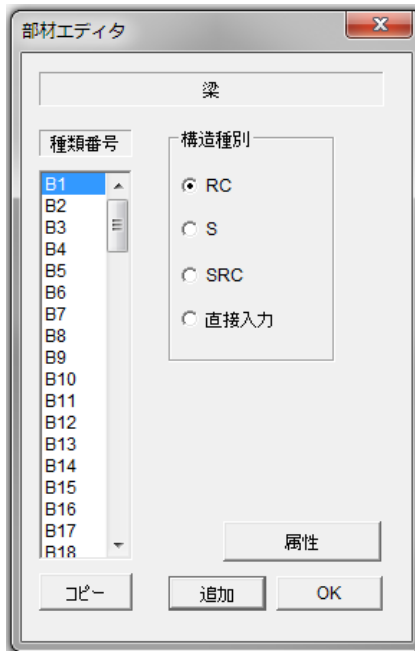 部材エディタ
梁
種類番号
構造種別
B1
B2
B3
B4
B5
B6
B7
B8
B9
B10
B11
B12
B13
B14
B15
B16
B17
B18
RC
S
SRC
直接入力
属性
コピー
追加
OK